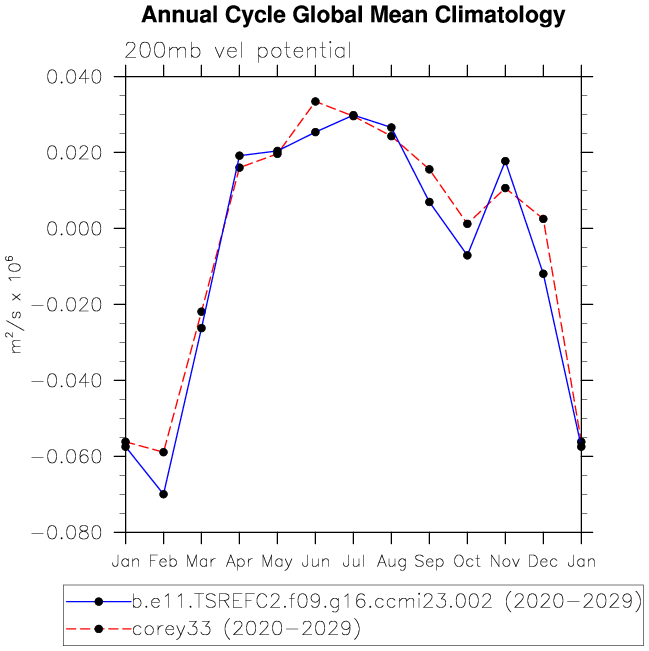 Annual Cycle Global Mean Climatology
200mb vel potential
0.040
0.020
0.000
−0.020
−0.040
−0.060
−0.080
m²/s x 10⁶
Jan Feb Mar Apr May Jun Jul Aug Sep Oct Nov Dec Jan
b.e11.TSREFC2.f09.g16.ccmi23.002 (2020−2029)
corey33 (2020−2029)